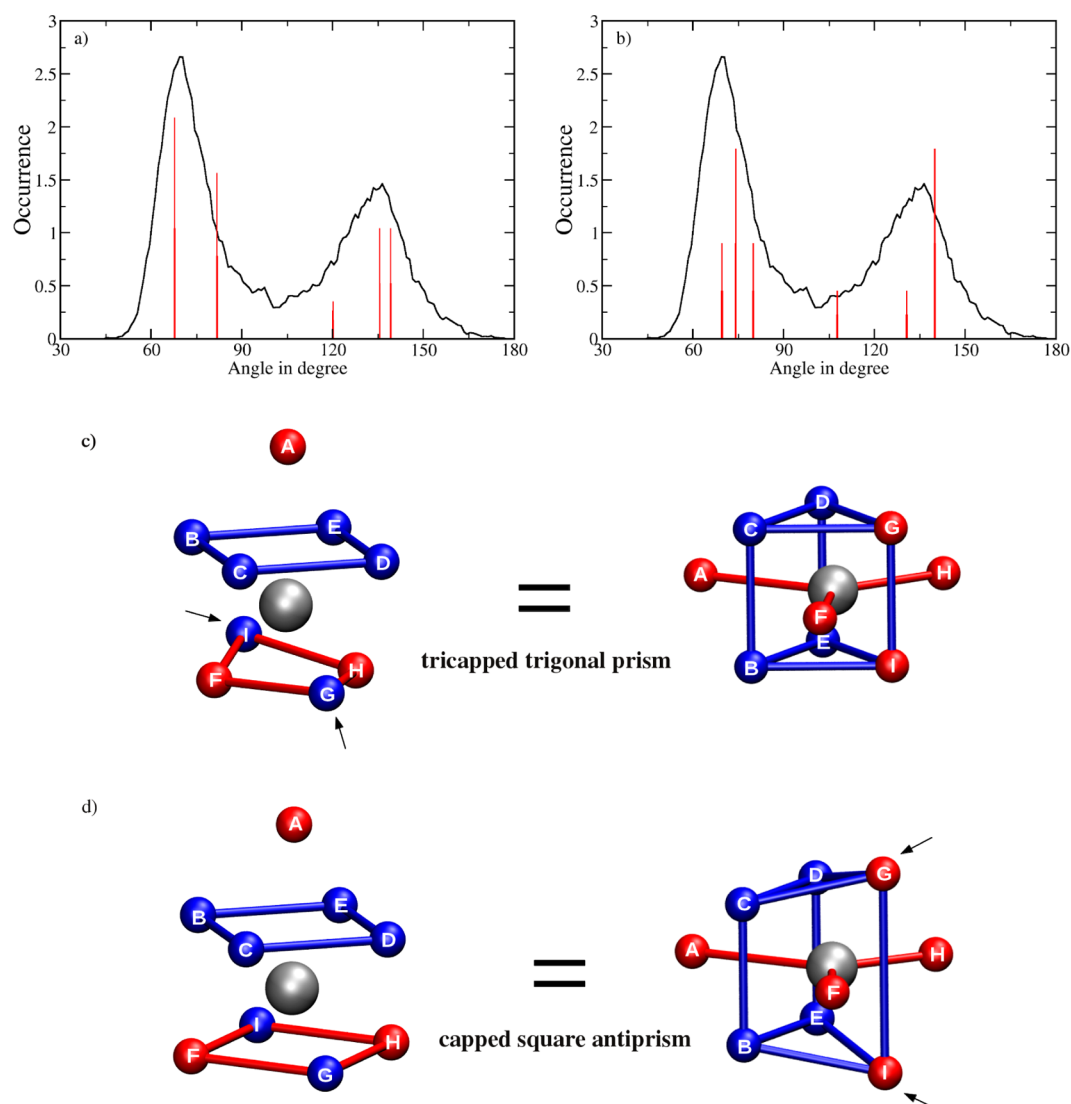 a)
3
2.5
2
1.5
1
0.5
0
Occurrence
30 60 90 120 150 180
Angle in degree
b)
3
2.5
2
1.5
1
0.5
0
Occurrence
30 60 90 120 150 180
Angle in degree
c)
A
B E
C D
I
F H
G
=
tricapped trigonal prism
D
C G
A H
F
E
B I
d)
A
B E
C D
I
F H
G
=
capped square antiprism
D G
C
A H
F
E
B
I